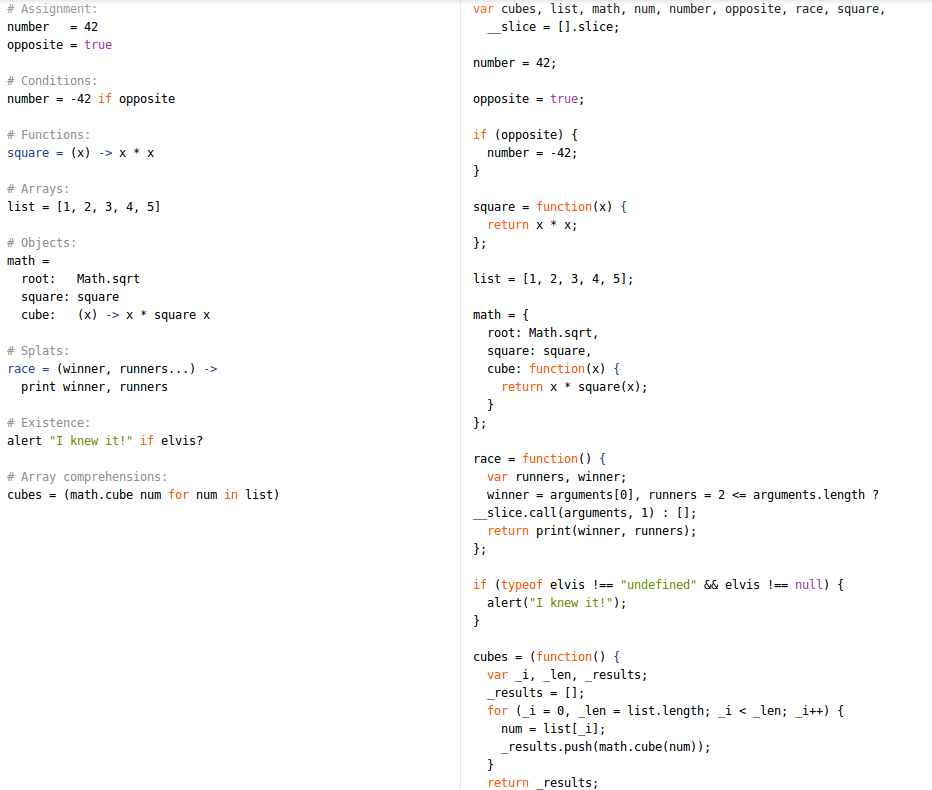 # Assignment:
number   = 42
opposite = true
# Conditions:
number = -42 if opposite
# Functions:
square = (x) -> x * x
# Arrays:
list = [1, 2, 3, 4, 5]
# Objects:
math =
  root:   Math.sqrt
  square: square
  cube:   (x) -> x * square x
# Splats:
race = (winner, runners...) ->
  print winner, runners
# Existence:
alert "I knew it!" if elvis?
# Array comprehensions:
cubes = (math.cube num for num in list)
var cubes, list, math, num, number, opposite, race, square,
  __slice = [].slice;
number = 42;
opposite = true;
if (opposite) {
  number = -42;
}
square = function(x) {
  return x * x;
};
list = [1, 2, 3, 4, 5];
math = {
  root: Math.sqrt,
  square: square,
  cube: function(x) {
    return x * square(x);
  }
};
race = function() {
  var runners, winner;
  winner = arguments[0], runners = 2 <= arguments.length ?
__slice.call(arguments, 1) : [];
  return print(winner, runners);
};
if (typeof elvis !== "undefined" && elvis !== null) {
  alert("I knew it!");
}
cubes = (function() {
  var _i, _len, _results;
  _results = [];
  for (_i = 0, _len = list.length; _i < _len; _i++) {
    num = list[_i];
    _results.push(math.cube(num));
  }
  return _results;